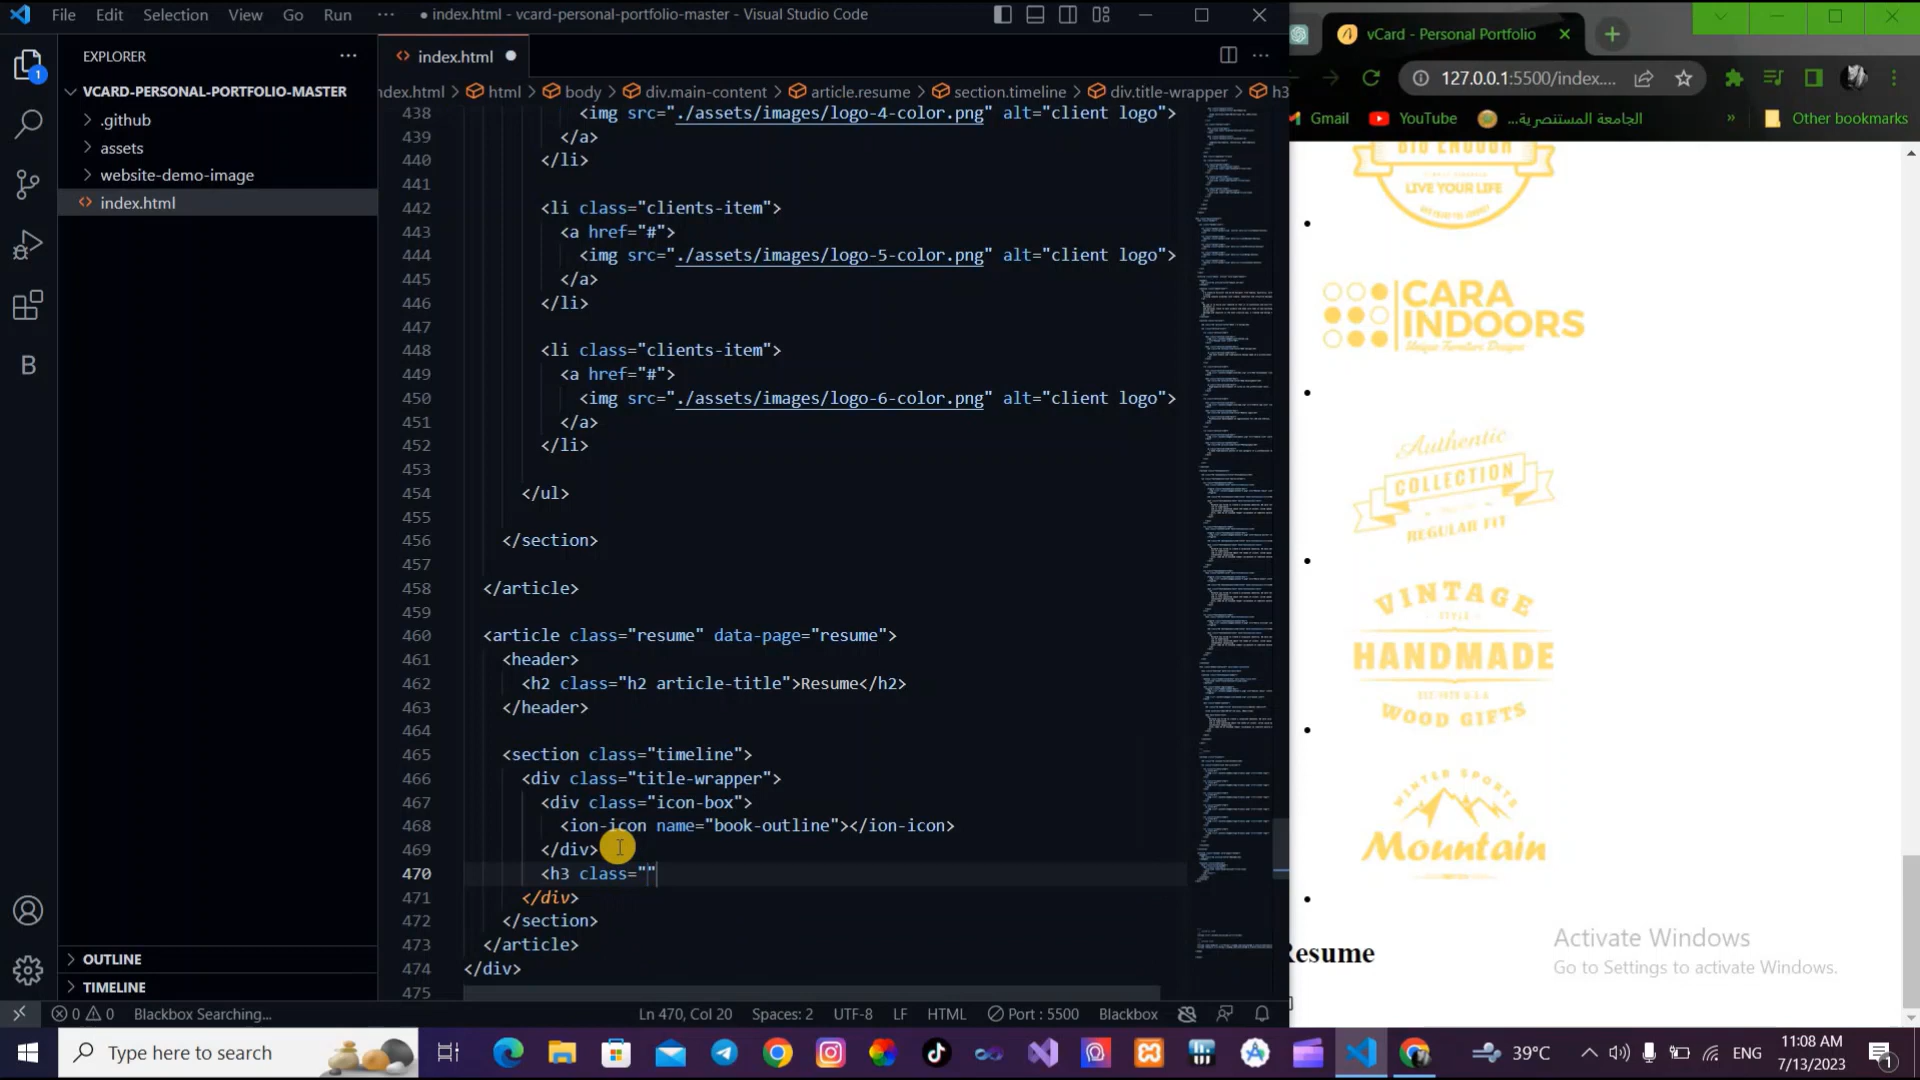 File Edit Selection View Go Run ··· ● index.html - vcard-personal-portfolio-master - Visual Studio Code
EXPLORER ···
VCARD-PERSONAL-PORTFOLIO-MASTER
.github
assets
website-demo-image
index.html
OUTLINE
TIMELINE
index.html
ndex.html > html > body > div.main-content > article.resume > section.timeline > div.title-wrapper > h3
438 <img src="./assets/images/logo-4-color.png" alt="client logo">
439 </a>
440 </li>
441
442 <li class="clients-item">
443 <a href="#">
444 <img src="./assets/images/logo-5-color.png" alt="client logo">
445 </a>
446 </li>
447
448 <li class="clients-item">
449 <a href="#">
450 <img src="./assets/images/logo-6-color.png" alt="client logo">
451 </a>
452 </li>
453
454 </ul>
455
456 </section>
457
458 </article>
459
460 <article class="resume" data-page="resume">
461 <header>
462 <h2 class="h2 article-title">Resume</h2>
463 </header>
464
465 <section class="timeline">
466 <div class="title-wrapper">
467 <div class="icon-box">
468 <ion-icon name="book-outline"></ion-icon>
469 </div>
470 <h3 class=""
471 </div>
472 </section>
473 </article>
474 </div>
475
0 0 Blackbox Searching... Ln 470, Col 20 Spaces: 2 UTF-8 LF HTML Port : 5500 Blackbox
vCard - Personal Portfolio
127.0.0.1:5500/index....
Gmail YouTube الجامعة المستنصرية... » Other bookmarks
BIG ENOUGH
LIVE YOUR LIFE
CARA
INDOORS
Unique Furniture Designs
Authentic
COLLECTION
REGULAR FIT
VINTAGE
STYLE
HANDMADE
WOOD GIFTS
WINTER SPORTS
Mountain
Resume
Activate Windows
Go to Settings to activate Windows.
Type here to search
39°C ENG
11:08 AM
7/13/2023
1